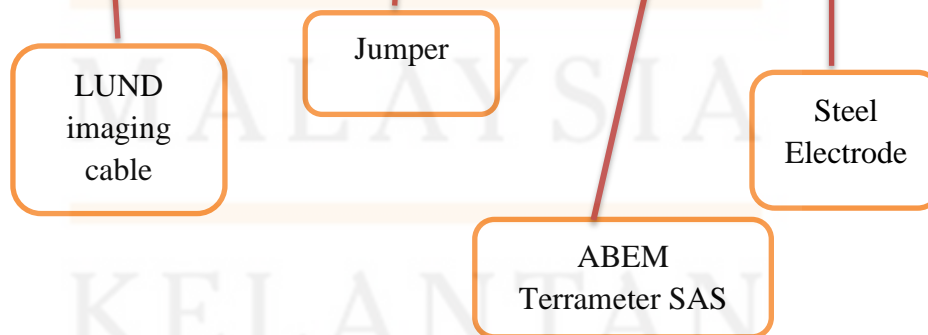 Jumper
LUND
imaging
cable
Steel
Electrode
ABEM
Terrameter SAS
MALAYSIA
KELANTAN